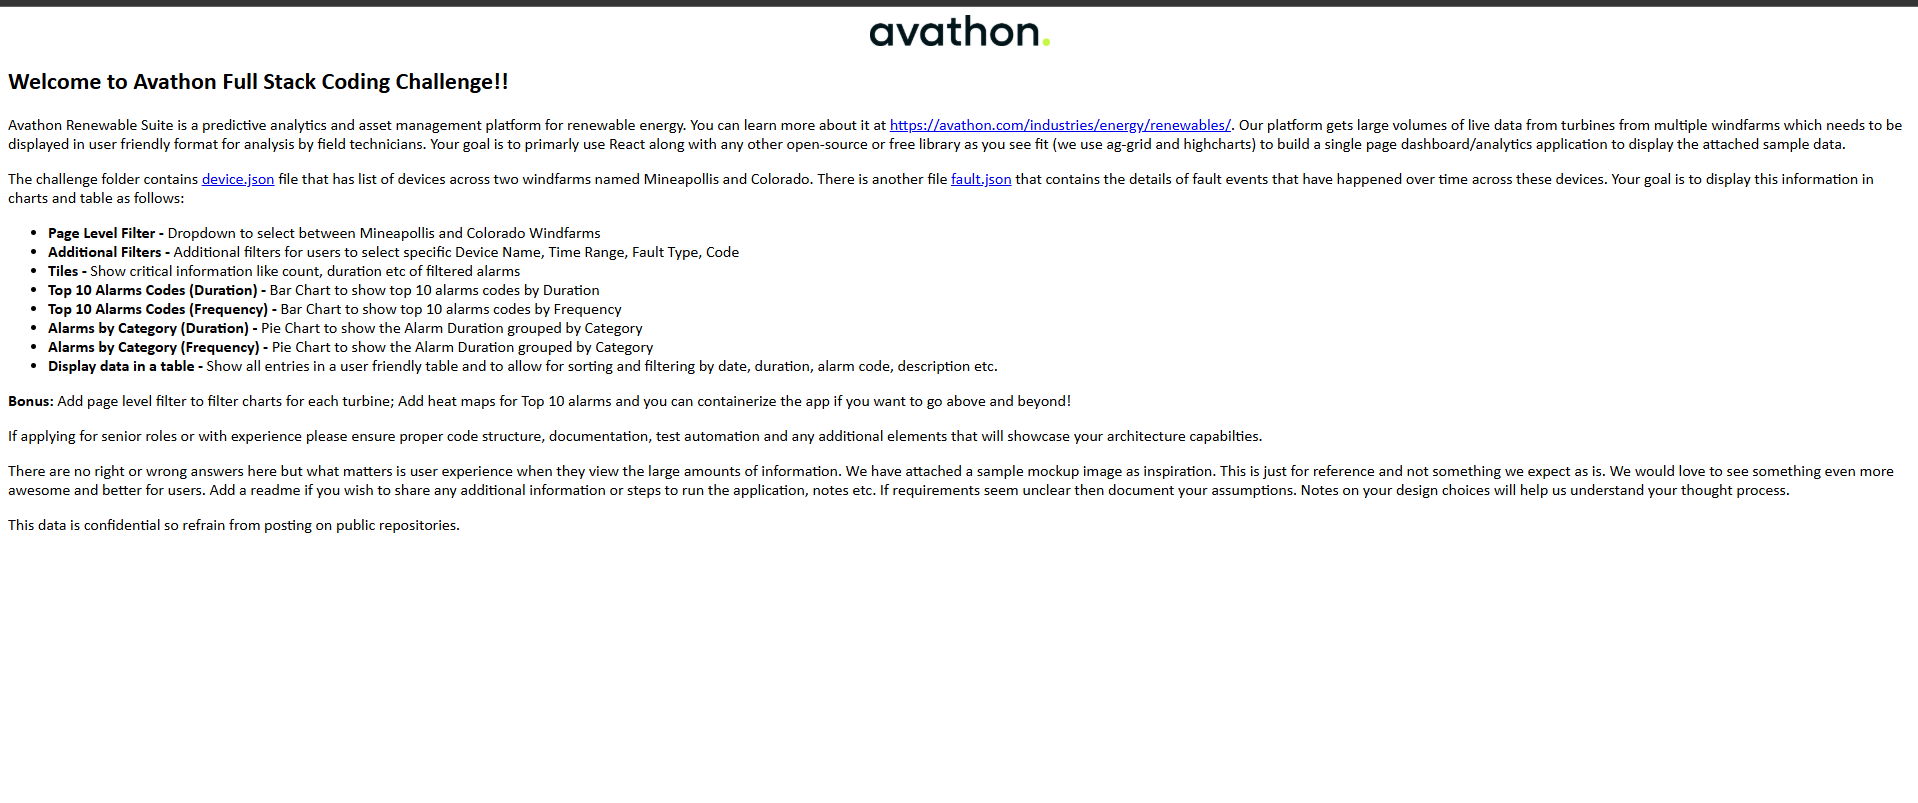 avathon.
Welcome to Avathon Full Stack Coding Challenge!!
Avathon Renewable Suite is a predictive analytics and asset management platform for renewable energy. You can learn more about it at https://avathon.com/industries/energy/renewables/. Our platform gets large volumes of live data from turbines from multiple windfarms which needs to be
displayed in user friendly format for analysis by field technicians. Your goal is to primarly use React along with any other open-source or free library as you see fit (we use ag-grid and highcharts) to build a single page dashboard/analytics application to display the attached sample data.
The challenge folder contains device.json file that has list of devices across two windfarms named Mineapollis and Colorado. There is another file fault.json that contains the details of fault events that have happened over time across these devices. Your goal is to display this information in
charts and table as follows:
• Page Level Filter - Dropdown to select between Mineapollis and Colorado Windfarms
• Additional Filters - Additional filters for users to select specific Device Name, Time Range, Fault Type, Code
• Tiles - Show critical information like count, duration etc of filtered alarms
• Top 10 Alarms Codes (Duration) - Bar Chart to show top 10 alarms codes by Duration
• Top 10 Alarms Codes (Frequency) - Bar Chart to show top 10 alarms codes by Frequency
• Alarms by Category (Duration) - Pie Chart to show the Alarm Duration grouped by Category
• Alarms by Category (Frequency) - Pie Chart to show the Alarm Duration grouped by Category
• Display data in a table - Show all entries in a user friendly table and to allow for sorting and filtering by date, duration, alarm code, description etc.
Bonus: Add page level filter to filter charts for each turbine; Add heat maps for Top 10 alarms and you can containerize the app if you want to go above and beyond!
If applying for senior roles or with experience please ensure proper code structure, documentation, test automation and any additional elements that will showcase your architecture capabilties.
There are no right or wrong answers here but what matters is user experience when they view the large amounts of information. We have attached a sample mockup image as inspiration. This is just for reference and not something we expect as is. We would love to see something even more
awesome and better for users. Add a readme if you wish to share any additional information or steps to run the application, notes etc. If requirements seem unclear then document your assumptions. Notes on your design choices will help us understand your thought process.
This data is confidential so refrain from posting on public repositories.